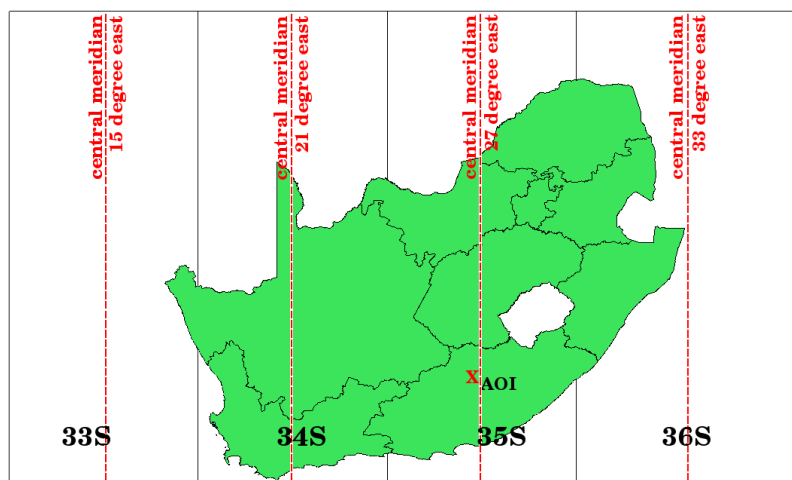 central meridian
15 degree east
central meridian
21 degree east
central meridian
27 degree east
central meridian
33 degree east
X
AOI
33S
34S
35S
36S